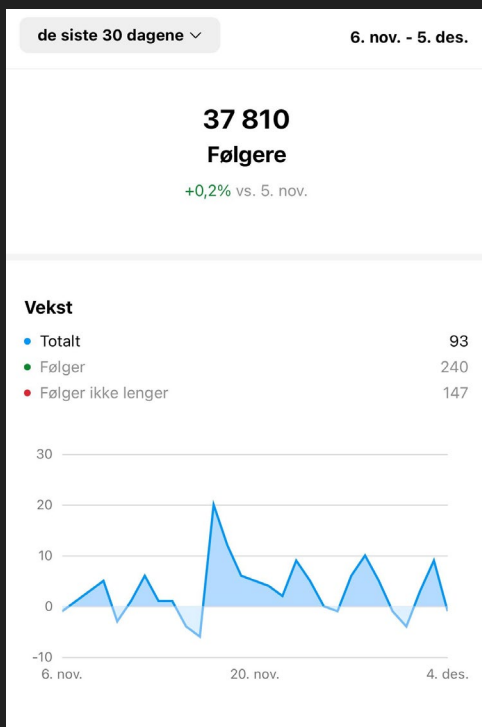 de siste 30 dagene
6. nov. - 5. des.
37 810
Følgere
+0,2% vs. 5. nov.
Vekst
Totalt 93
Følger 240
Følger ikke lenger 147
30
20
10
0
-10
6. nov. 20. nov. 4. des.